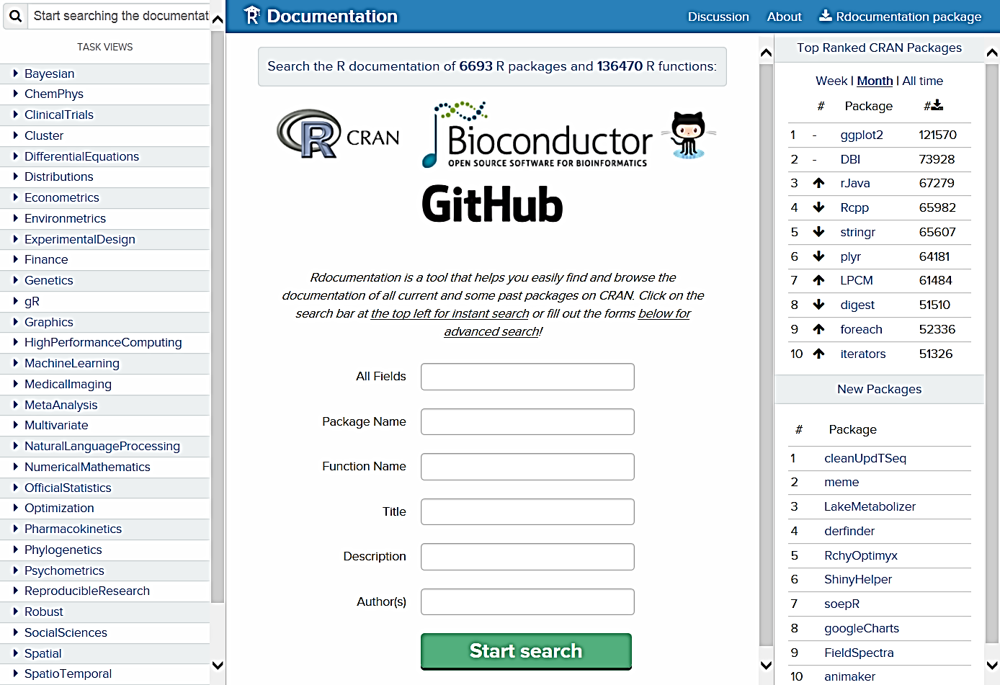 Start searching the documentat
TASK VIEWS
Bayesian
ChemPhys
ClinicalTrials
Cluster
DifferentialEquations
Distributions
Econometrics
Environmetrics
ExperimentalDesign
Finance
Genetics
gR
Graphics
HighPerformanceComputing
MachineLearning
MedicalImaging
MetaAnalysis
Multivariate
NaturalLanguageProcessing
NumericalMathematics
OfficialStatistics
Optimization
Pharmacokinetics
Phylogenetics
Psychometrics
ReproducibleResearch
Robust
SocialSciences
Spatial
SpatioTemporal
R Documentation
Discussion About Rdocumentation package
Search the R documentation of 6693 R packages and 136470 R functions:
R CRAN
Bioconductor
OPEN SOURCE SOFTWARE FOR BIOINFORMATICS
GitHub
Rdocumentation is a tool that helps you easily find and browse the
documentation of all current and some past packages on CRAN. Click on the
search bar at the top left for instant search or fill out the forms below for
advanced search!
All Fields
Package Name
Function Name
Title
Description
Author(s)
Start search
Top Ranked CRAN Packages
Week | Month | All time
# Package #
1 - ggplot2 121570
2 - DBI 73928
3 rJava 67279
4 Rcpp 65982
5 stringr 65607
6 plyr 64181
7 LPCM 61484
8 digest 51510
9 foreach 52336
10 iterators 51326
New Packages
# Package
1 cleanUpdTSeq
2 meme
3 LakeMetabolizer
4 derfinder
5 RchyOptimyx
6 ShinyHelper
7 soepR
8 googleCharts
9 FieldSpectra
10 animaker